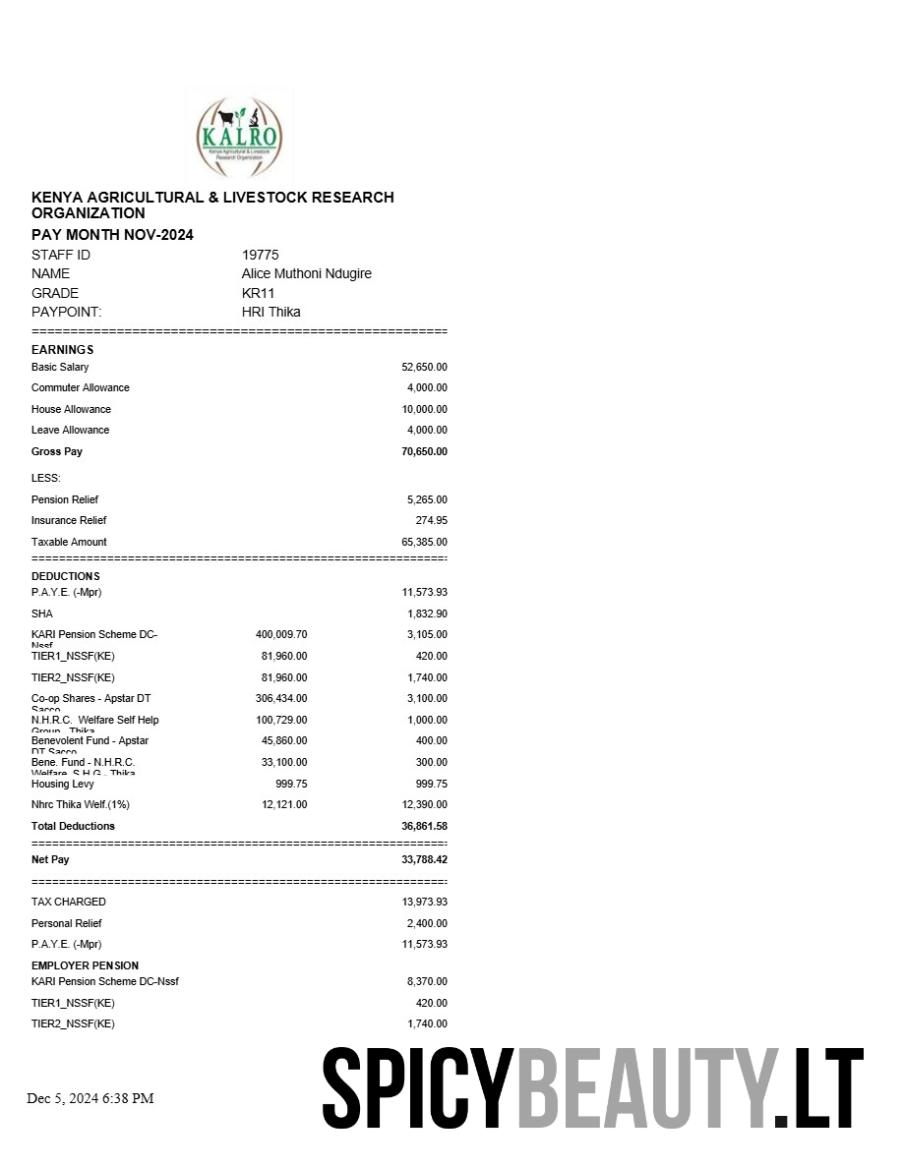 KALRO
Kenya Agricultural & Livestock
Research Organization
KENYA AGRICULTURAL & LIVESTOCK RESEARCH
ORGANIZATION
PAY MONTH NOV-2024
STAFF ID 19775
NAME Alice Muthoni Ndugire
GRADE KR11
PAYPOINT: HRI Thika
EARNINGS
Basic Salary 52,650.00
Commuter Allowance 4,000.00
House Allowance 10,000.00
Leave Allowance 4,000.00
Gross Pay 70,650.00
LESS:
Pension Relief 5,265.00
Insurance Relief 274.95
Taxable Amount 65,385.00
DEDUCTIONS
P.A.Y.E. (-Mpr) 11,573.93
SHA 1,832.90
KARI Pension Scheme DC- 400,009.70 3,105.00
Nssf
TIER1_NSSF(KE) 81,960.00 420.00
TIER2_NSSF(KE) 81,960.00 1,740.00
Co-op Shares - Apstar DT 306,434.00 3,100.00
Sacco
N.H.R.C. Welfare Self Help 100,729.00 1,000.00
Group - Thika
Benevolent Fund - Apstar 45,860.00 400.00
DT Sacco
Bene. Fund - N.H.R.C. 33,100.00 300.00
Welfare S.H.G - Thika
Housing Levy 999.75 999.75
Nhrc Thika Welf.(1%) 12,121.00 12,390.00
Total Deductions 36,861.58
Net Pay 33,788.42
TAX CHARGED 13,973.93
Personal Relief 2,400.00
P.A.Y.E. (-Mpr) 11,573.93
EMPLOYER PENSION
KARI Pension Scheme DC-Nssf 8,370.00
TIER1_NSSF(KE) 420.00
TIER2_NSSF(KE) 1,740.00
SPICYBEAUTY.LT
Dec 5, 2024 6:38 PM